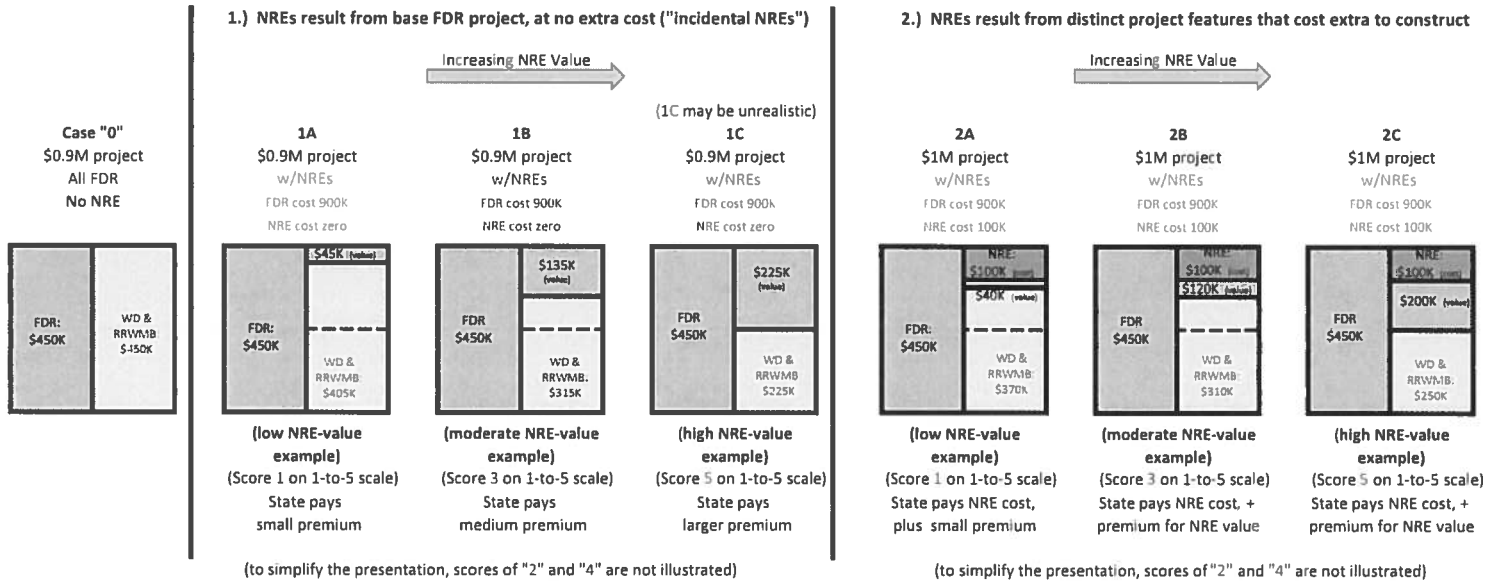 1.) NREs result from base FDR project, at no extra cost ("incidental NREs")
Increasing NRE Value
2.) NREs result from distinct project features that cost extra to construct
Increasing NRE Value
Case "0"
$0.9M project
All FDR
No NRE
FDR:
$450K
WD &
RRWMB:
$450K
1A
$0.9M project
w/NREs
FDR cost 900K
NRE cost zero
$45K (value)
FDR:
$450K
WD &
RRWMB:
$405K
(low NRE-value
example)
(Score 1 on 1-to-5 scale)
State pays
small premium
1B
$0.9M project
w/NREs
FDR cost 900K
NRE cost zero
$135K
(value)
FDR
$450K
WD &
RRWMB:
$315K
(moderate NRE-value
example)
(Score 3 on 1-to-5 scale)
State pays
medium premium
(1C may be unrealistic)
1C
$0.9M project
w/NREs
FDR cost 900K
NRE cost zero
$225K
(value)
FDR
$450K
WD &
RRWMB
$225K
(high NRE-value
example)
(Score 5 on 1-to-5 scale)
State pays
larger premium
(to simplify the presentation, scores of "2" and "4" are not illustrated)
2A
$1M project
w/NREs
FDR cost 900K
NRE cost 100K
NRE:
$100K (cost)
$40K (value)
FDR:
$450K
WD &
RRWMB:
$370K
(low NRE-value
example)
(Score 1 on 1-to-5 scale)
State pays NRE cost,
plus small premium
2B
$1M project
w/NREs
FDR cost 900K
NRE cost 100K
NRE:
$100K (cost)
$120K (value)
FDR
$450K
WD &
RRWMB:
$310K
(moderate NRE-value
example)
(Score 3 on 1-to-5 scale)
State pays NRE cost, +
premium for NRE value
2C
$1M project
w/NREs
FDR cost 900K
NRE cost 100K
NRE:
$100K (cost)
$200K (value)
FDR
$450K
WD &
RRWMB
$250K
(high NRE-value
example)
(Score 5 on 1-to-5 scale)
State pays NRE cost, +
premium for NRE value
(to simplify the presentation, scores of "2" and "4" are not illustrated)